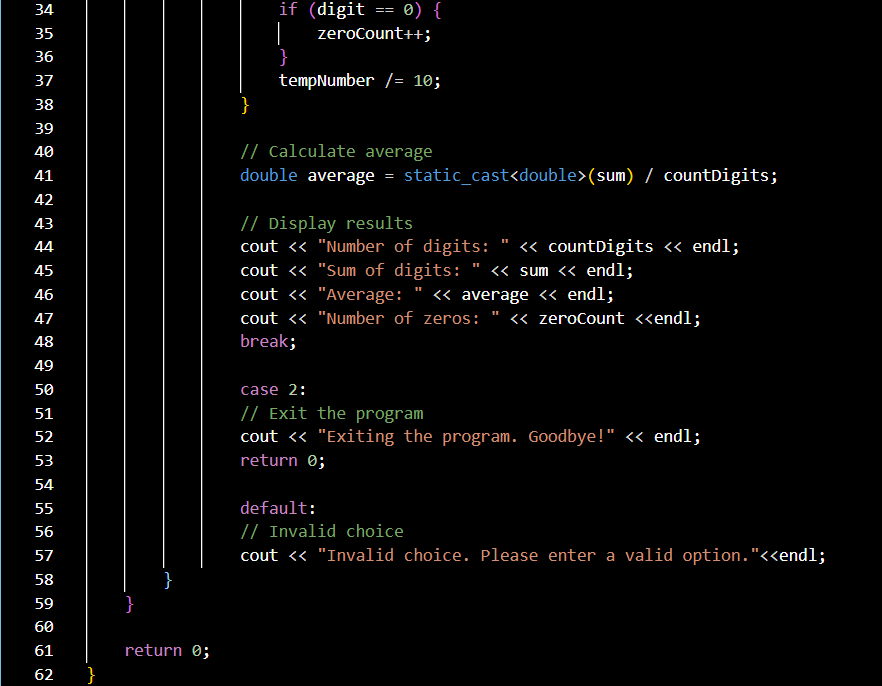 34 if (digit == 0) {
35 zeroCount++;
36 }
37 tempNumber /= 10;
38 }
39
40 // Calculate average
41 double average = static_cast<double>(sum) / countDigits;
42
43 // Display results
44 cout << "Number of digits: " << countDigits << endl;
45 cout << "Sum of digits: " << sum << endl;
46 cout << "Average: " << average << endl;
47 cout << "Number of zeros: " << zeroCount <<endl;
48 break;
49
50 case 2:
51 // Exit the program
52 cout << "Exiting the program. Goodbye!" << endl;
53 return 0;
54
55 default:
56 // Invalid choice
57 cout << "Invalid choice. Please enter a valid option."<<endl;
58 }
59 }
60
61 return 0;
62 }